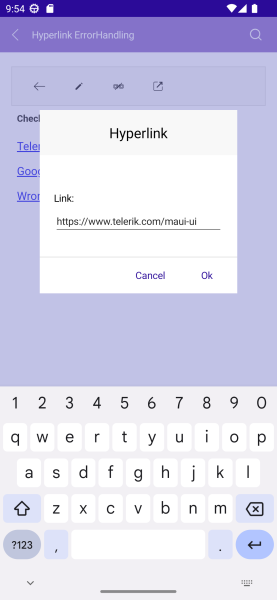 9:54
Hyperlink ErrorHandling
Check
Teler
Goog
Wron
Hyperlink
Link:
https://www.telerik.com/maui-ui
Cancel
Ok
1 2 3 4 5 6 7 8 9 0
q w e r t y u i o p
a s d f g h j k l
z x c v b n m
?123 , .